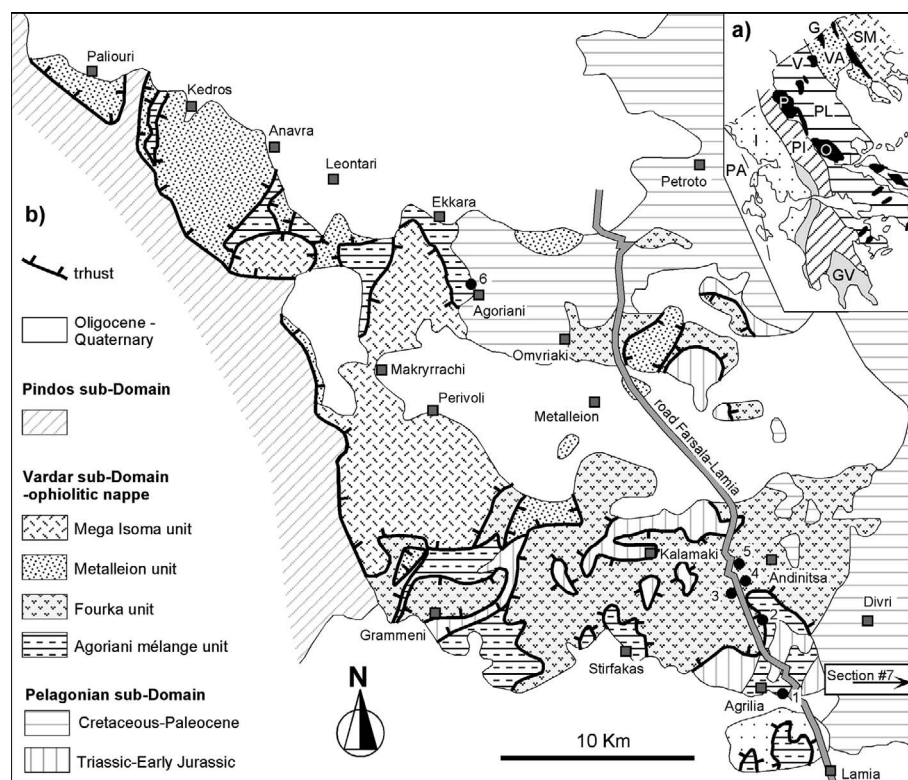 a)
G
SM
V
VA
P
PL
I
PI
O
PA
GV
Paliouri
Kedros
Anavra
Leontari
Ekkara
Petroto
6
Agoriani
Omvriaki
Makryrrachi
Perivoli
Metalleion
road Farsala-Lamia
Kalamaki
5
Andinitsa
4
3
2
Divri
Grammeni
Stirfakas
Section #7
Agrilia
1
Lamia
N
10 Km
b)
trhust
Oligocene -
Quaternary
Pindos sub-Domain
Vardar sub-Domain
-ophiolitic nappe
Mega Isoma unit
Metalleion unit
Fourka unit
Agoriani mélange unit
Pelagonian sub-Domain
Cretaceous-Paleocene
Triassic-Early Jurassic